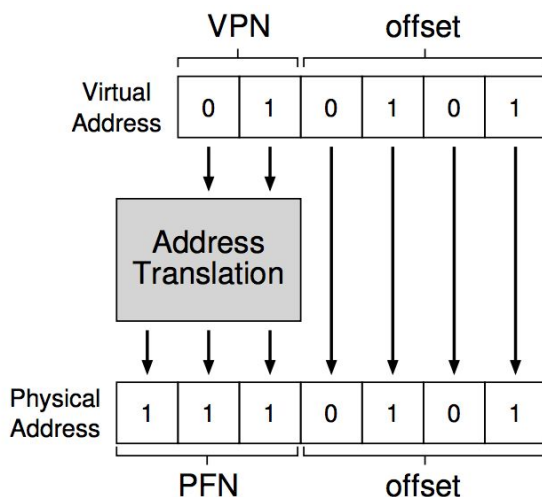 VPN offset
Virtual Address 0 1 0 1 0 1
Address
Translation
Physical Address 1 1 1 0 1 0 1
PFN offset